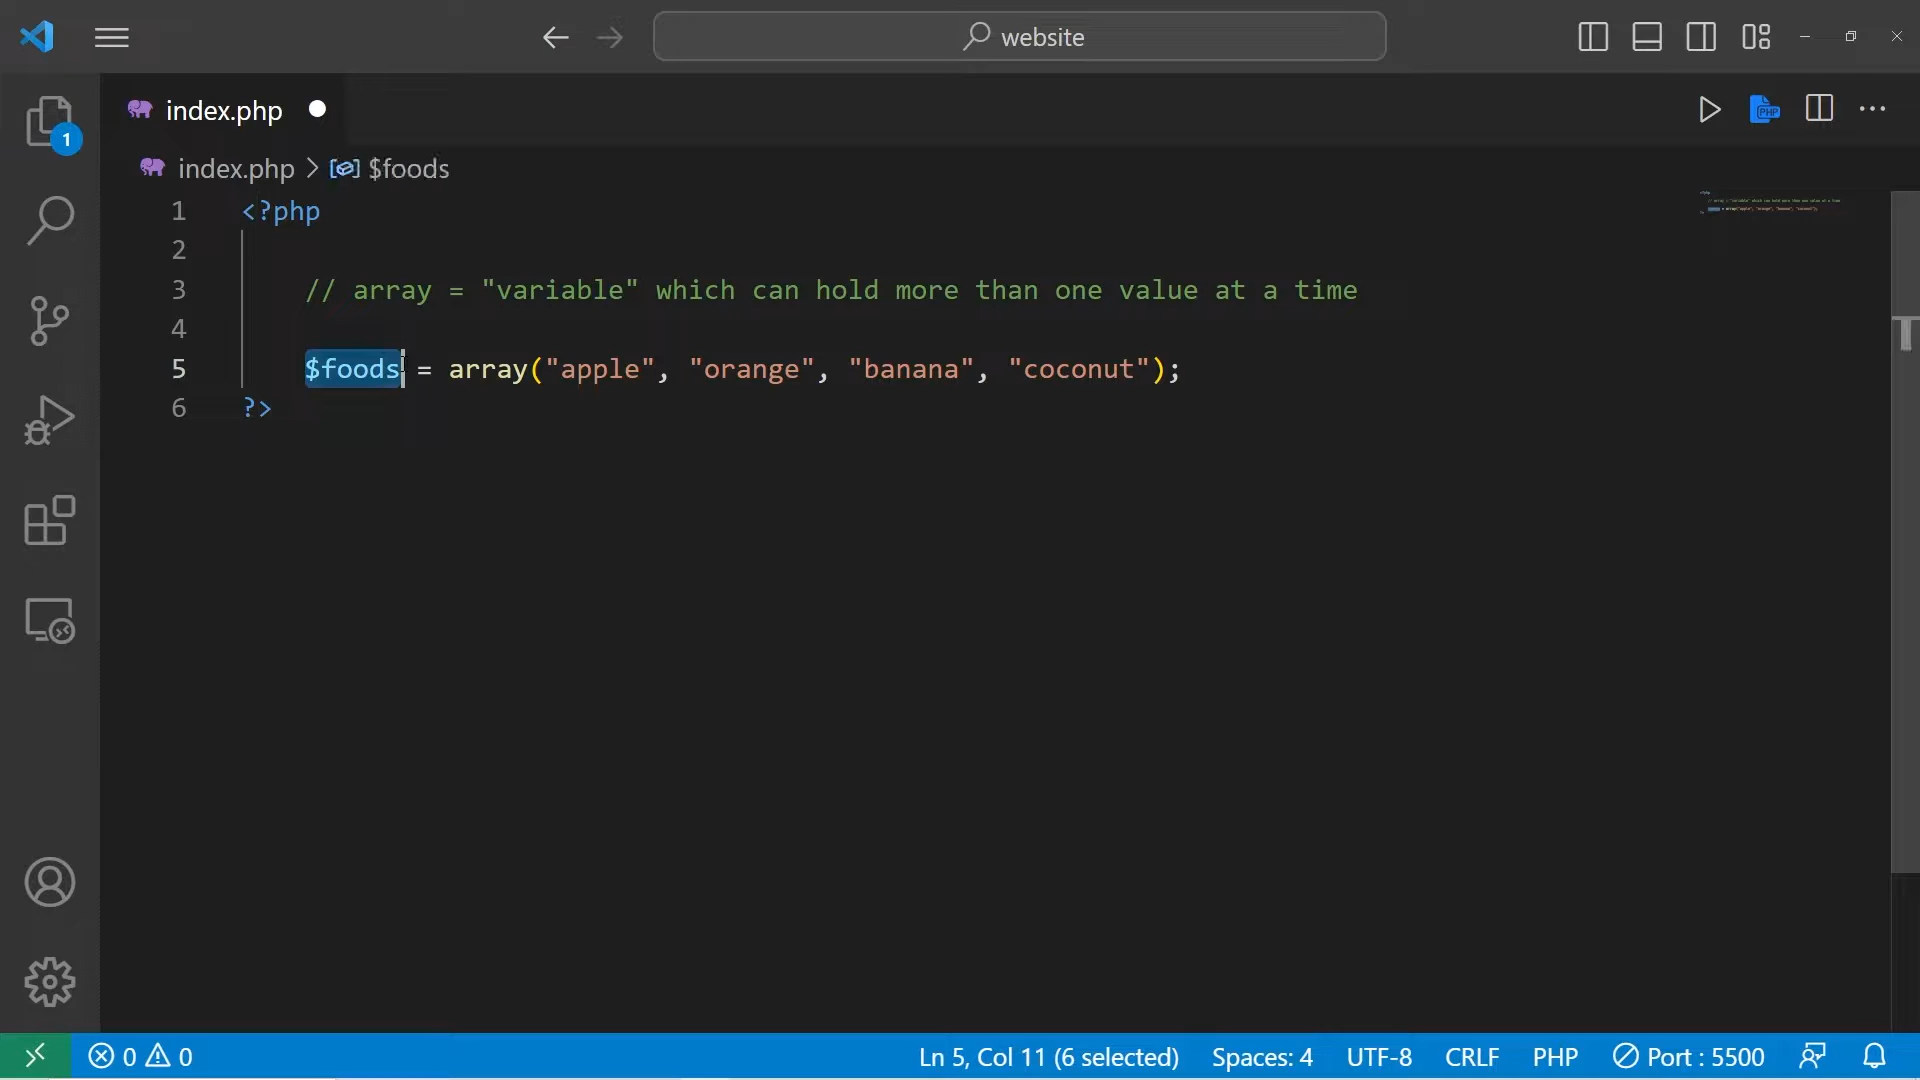 website
index.php
1
index.php > $foods
1 <?php
2
3 // array = "variable" which can hold more than one value at a time
4
5 $foods = array("apple", "orange", "banana", "coconut");
6 ?>
0 0 Ln 5, Col 11 (6 selected) Spaces: 4 UTF-8 CRLF PHP Port : 5500